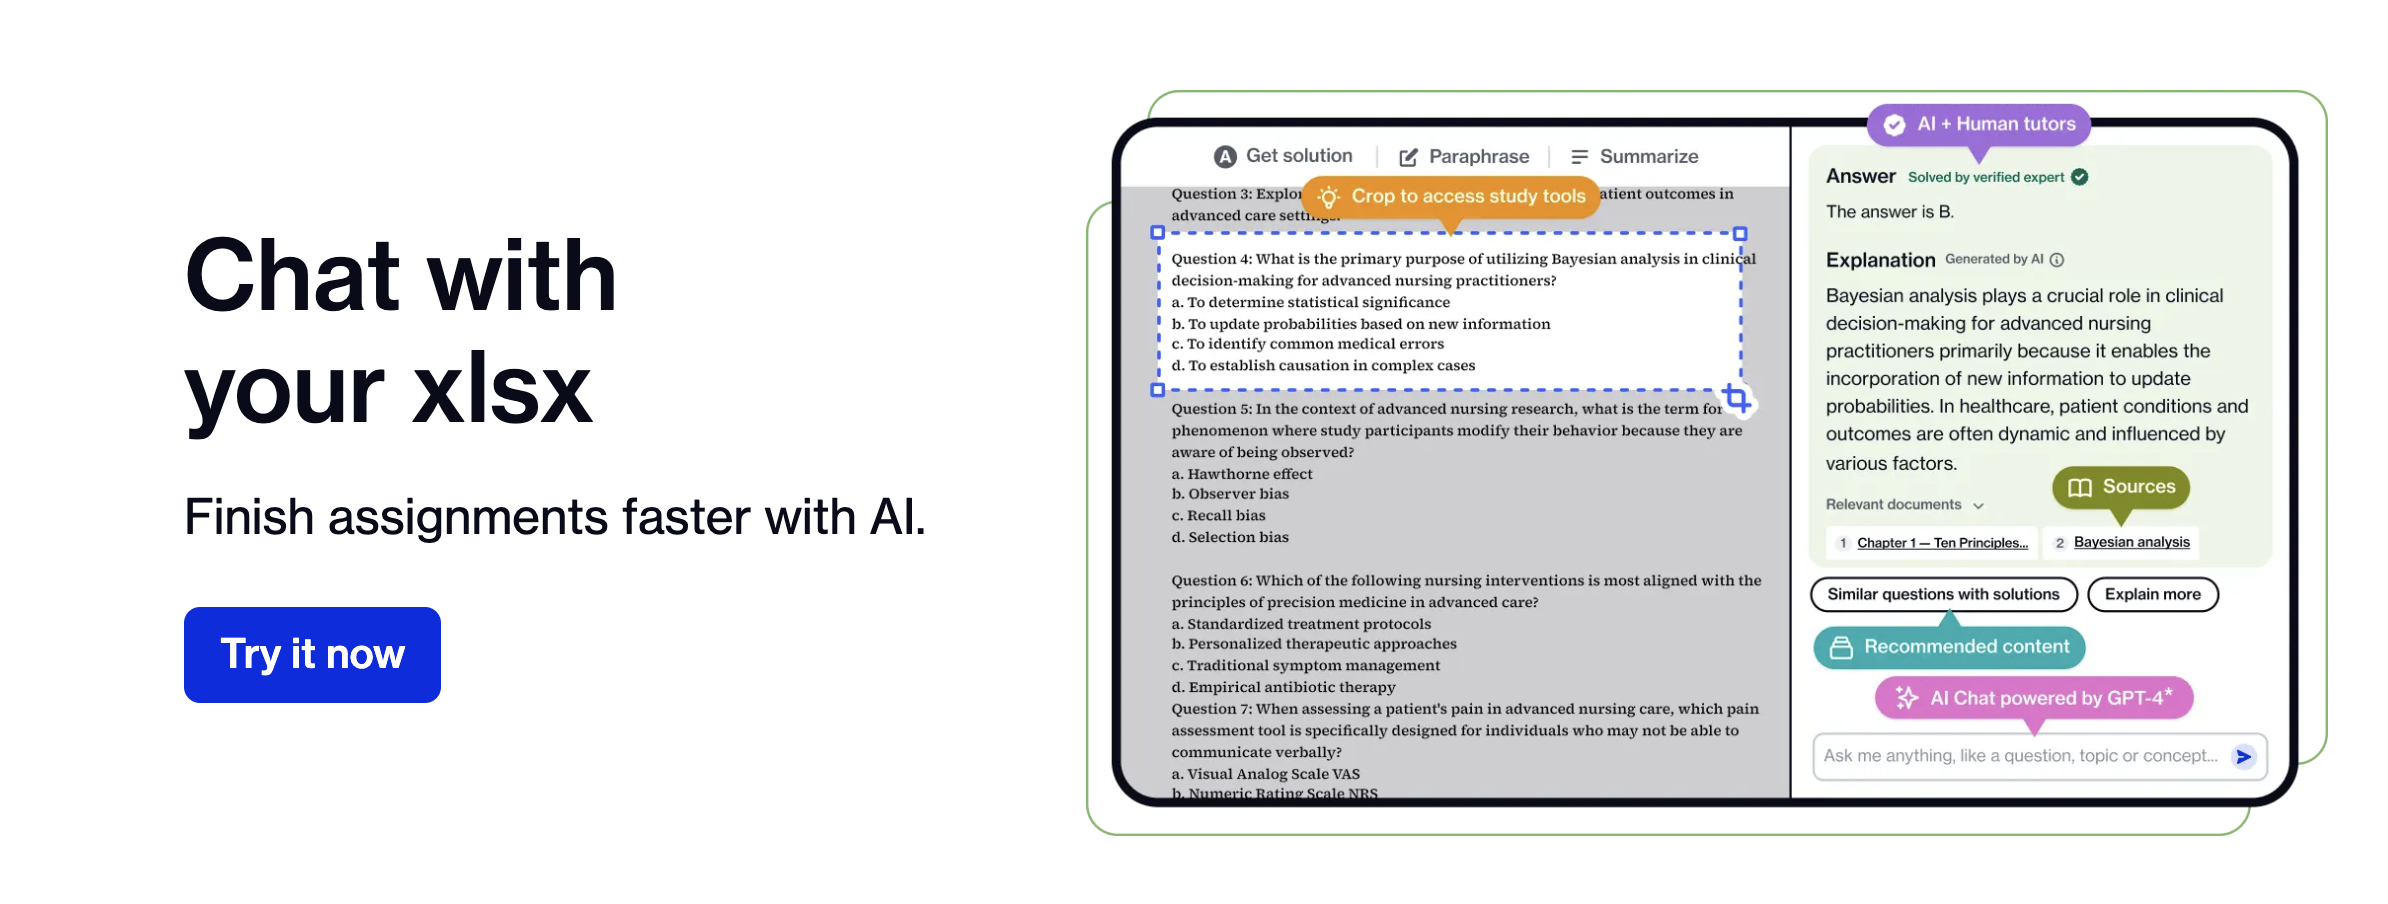 Chat with
your xlsx
Finish assignments faster with AI.
Try it now
A Get solution
Paraphrase
Summarize
Question 3: Explor
atient outcomes in
advanced care settings.
Crop to access study tools
Question 4: What is the primary purpose of utilizing Bayesian analysis in clinical
decision-making for advanced nursing practitioners?
a. To determine statistical significance
b. To update probabilities based on new information
c. To identify common medical errors
d. To establish causation in complex cases
Question 5: In the context of advanced nursing research, what is the term for
phenomenon where study participants modify their behavior because they are
aware of being observed?
a. Hawthorne effect
b. Observer bias
c. Recall bias
d. Selection bias
Question 6: Which of the following nursing interventions is most aligned with the
principles of precision medicine in advanced care?
a. Standardized treatment protocols
b. Personalized therapeutic approaches
c. Traditional symptom management
d. Empirical antibiotic therapy
Question 7: When assessing a patient's pain in advanced nursing care, which pain
assessment tool is specifically designed for individuals who may not be able to
communicate verbally?
a. Visual Analog Scale VAS
b. Numeric Rating Scale NRS
AI + Human tutors
Answer Solved by verified expert
The answer is B.
Explanation Generated by AI
Bayesian analysis plays a crucial role in clinical
decision-making for advanced nursing
practitioners primarily because it enables the
incorporation of new information to update
probabilities. In healthcare, patient conditions and
outcomes are often dynamic and influenced by
various factors.
Sources
Relevant documents
1 Chapter 1 — Ten Principles...
2 Bayesian analysis
Similar questions with solutions
Explain more
Recommended content
AI Chat powered by GPT-4*
Ask me anything, like a question, topic or concept...